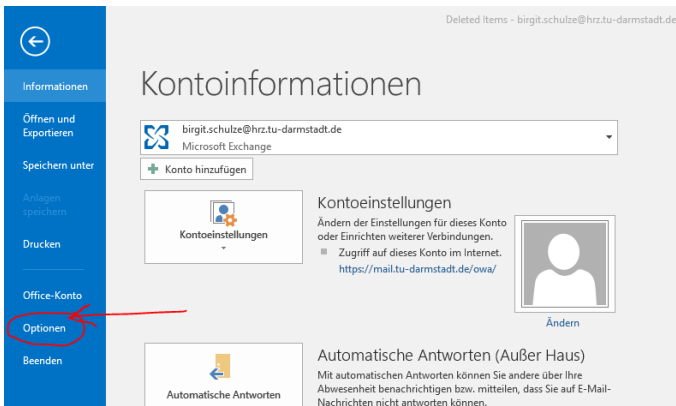 Deleted Items - birgit.schulze@hrz.tu-darmstadt.de
Informationen
Öffnen und
Exportieren
Speichern unter
Anlagen
speichern
Drucken
Office-Konto
Optionen
Beenden
Kontoinformationen
birgit.schulze@hrz.tu-darmstadt.de
Microsoft Exchange
Konto hinzufügen
Kontoeinstellungen
Kontoeinstellungen
Ändern der Einstellungen für dieses Konto
oder Einrichten weiterer Verbindungen.
Zugriff auf dieses Konto im Internet.
https://mail.tu-darmstadt.de/owa/
Ändern
Automatische Antworten
Automatische Antworten (Außer Haus)
Mit automatischen Antworten können Sie andere über Ihre
Abwesenheit benachrichtigen bzw. mitteilen, dass Sie auf E-Mail-
Nachrichten nicht antworten können.